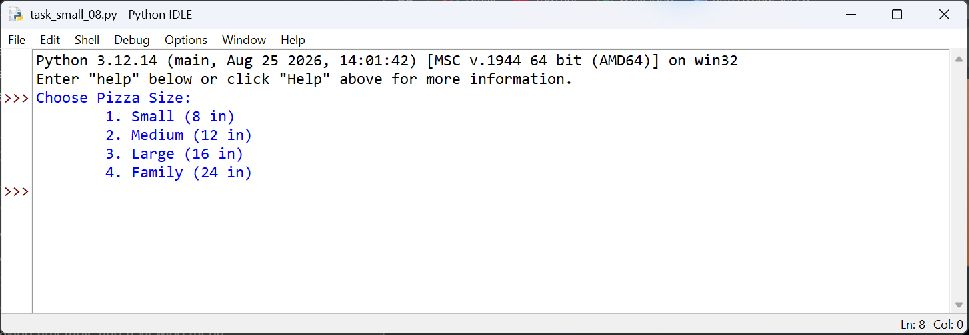 task_small_08.py   Python IDLE
File Edit Shell Debug Options Window Help
Python 3.12.14 (main, Aug 25 2026, 14:01:42) [MSC v.1944 64 bit (AMD64)] on win32
Enter "help" below or click "Help" above for more information.
>>> Choose Pizza Size:
        1. Small (8 in)
        2. Medium (12 in)
        3. Large (16 in)
        4. Family (24 in)
>>>
Ln: 8 Col: 0